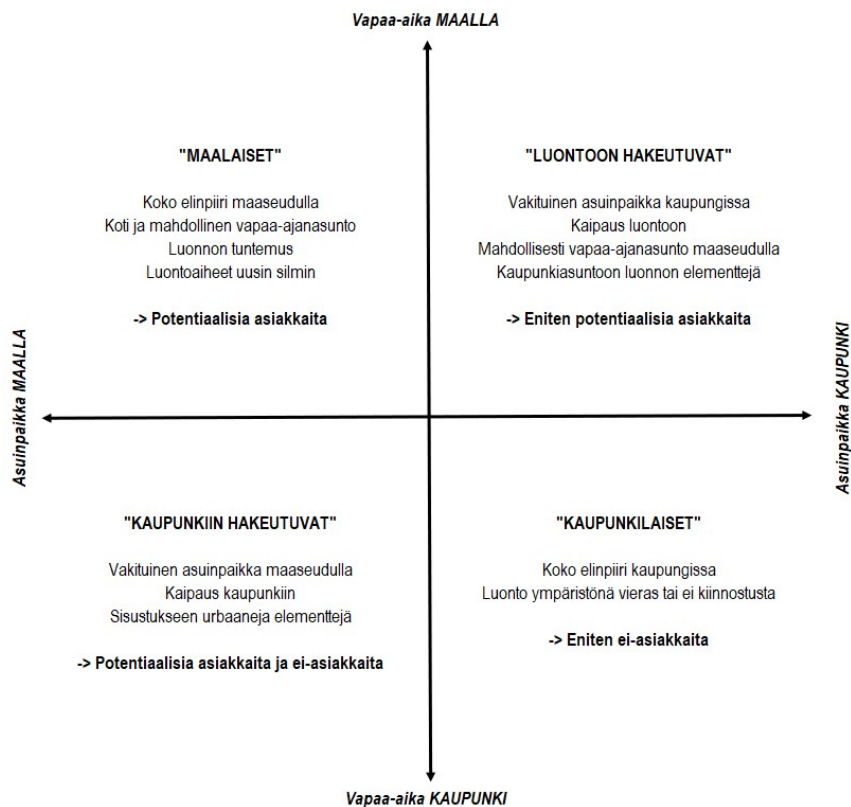 Vapaa-aika MAALLA
"MAALAISET"
Koko elinpiiri maaseudulla
Koti ja mahdollinen vapaa-ajanasunto
Luonnon tuntemus
Luontoaiheet uusin silmin
-> Potentiaalisia asiakkaita
"LUONTOON HAKEUTUVAT"
Vakituinen asuinpaikka kaupungissa
Kaipaus luontoon
Mahdollisesti vapaa-ajanasunto maaseudulla
Kaupunkiasuntoon luonnon elementtejä
-> Eniten potentiaalisia asiakkaita
Asuinpaikka MAALLA
Asuinpaikka KAUPUNKI
"KAUPUNKIIN HAKEUTUVAT"
Vakituinen asuinpaikka maaseudulla
Kaipaus kaupunkiin
Sisustukseen urbaaneja elementtejä
-> Potentiaalisia asiakkaita ja ei-asiakkaita
"KAUPUNKILAISET"
Koko elinpiiri kaupungissa
Luonto ympäristönä vieras tai ei kiinnostusta
-> Eniten ei-asiakkaita
Vapaa-aika KAUPUNKI